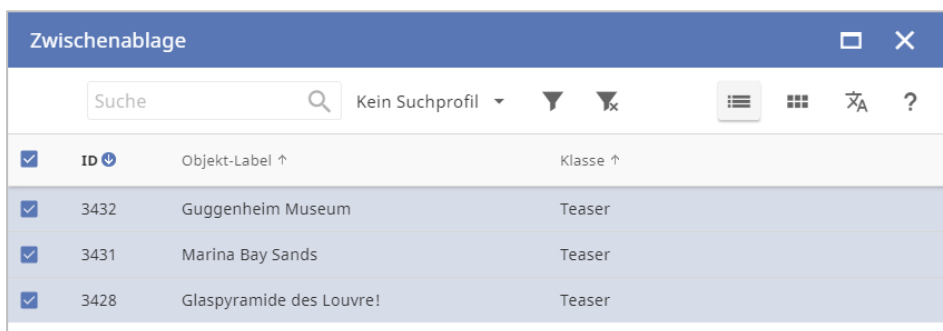 Zwischenablage
Suche Kein Suchprofil ?
ID Objekt-Label ↑ Klasse ↑
3432 Guggenheim Museum Teaser
3431 Marina Bay Sands Teaser
3428 Glaspyramide des Louvre! Teaser